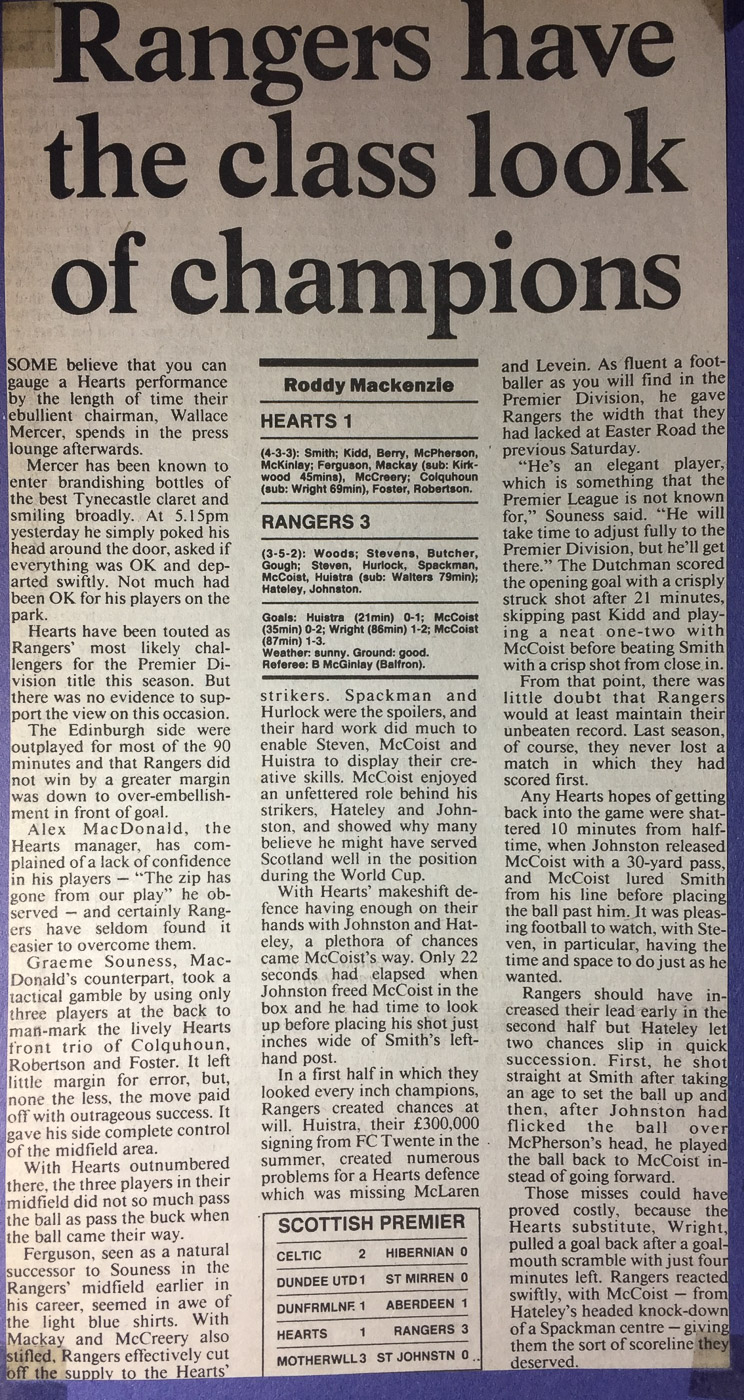 Rangers have
the class look
of champions
SOME believe that you can
gauge a Hearts performance
by the length of time their
ebullient chairman, Wallace
Mercer, spends in the press
lounge afterwards.
Mercer has been known to
enter brandishing bottles of
the best Tynecastle claret and
smiling broadly. At 5.15pm
yesterday he simply poked his
head around the door, asked if
everything was OK and dep-
arted swiftly. Not much had
been OK for his players on the
park.
Hearts have been touted as
Rangers' most likely chal-
lengers for the Premier Di-
vision title this season. But
there was no evidence to sup-
port the view on this occasion.
The Edinburgh side were
outplayed for most of the 90
minutes and that Rangers did
not win by a greater margin
was down to over-embellish-
ment in front of goal.
Alex MacDonald, the
Hearts manager, has com-
plained of a lack of confidence
in his players — "The zip has
gone from our play" he ob-
served — and certainly Rang-
ers have seldom found it
easier to overcome them.
Graeme Souness, Mac-
Donald's counterpart, took a
tactical gamble by using only
three players at the back to
man-mark the lively Hearts
front trio of Colquhoun,
Robertson and Foster. It left
little margin for error, but,
none the less, the move paid
off with outrageous success. It
gave his side complete control
of the midfield area.
With Hearts outnumbered
there, the three players in their
midfield did not so much pass
the ball as pass the buck when
the ball came their way.
Ferguson, seen as a natural
successor to Souness in the
Rangers' midfield earlier in
his career, seemed in awe of
the light blue shirts. With
Mackay and McCreery also
stifled, Rangers effectively cut
off the supply to the Hearts'
Roddy Mackenzie
HEARTS 1
(4-3-3): Smith; Kidd, Berry, McPherson,
McKinlay; Ferguson, Mackay (sub: Kirk-
wood 45mins), McCreery; Colquhoun
(sub: Wright 69min), Foster, Robertson.
RANGERS 3
(3-5-2): Woods; Stevens, Butcher,
Gough; Steven, Hurlock, Spackman,
McCoist, Huistra (sub: Walters 79min);
Hateley, Johnston.
Goals: Huistra (21min) 0-1; McCoist
(35min) 0-2; Wright (86min) 1-2; McCoist
(87min) 1-3.
Weather: sunny. Ground: good.
Referee: B McGinlay (Balfron).
strikers. Spackman and
Hurlock were the spoilers, and
their hard work did much to
enable Steven, McCoist and
Huistra to display their cre-
ative skills. McCoist enjoyed
an unfettered role behind his
strikers, Hateley and John-
ston, and showed why many
believe he might have served
Scotland well in the position
during the World Cup.
With Hearts' makeshift de-
fence having enough on their
hands with Johnston and Hat-
eley, a plethora of chances
came McCoist's way. Only 22
seconds had elapsed when
Johnston freed McCoist in the
box and he had time to look
up before placing his shot just
inches wide of Smith's left-
hand post.
In a first half in which they
looked every inch champions,
Rangers created chances at
will. Huistra, their £300,000
signing from FC Twente in the
summer, created numerous
problems for a Hearts defence
which was missing McLaren
SCOTTISH PREMIER
CELTIC 2 HIBERNIAN 0
DUNDEE UTD 1 ST MIRREN 0
DUNFRMLNE 1 ABERDEEN 1
HEARTS 1 RANGERS 3
MOTHERWLL 3 ST JOHNSTN 0
and Levein. As fluent a foot-
baller as you will find in the
Premier Division, he gave
Rangers the width that they
had lacked at Easter Road the
previous Saturday.
"He's an elegant player,
which is something that the
Premier League is not known
for," Souness said. "He will
take time to adjust fully to the
Premier Division, but he'll get
there." The Dutchman scored
the opening goal with a crisply
struck shot after 21 minutes,
skipping past Kidd and play-
ing a neat one-two with
McCoist before beating Smith
with a crisp shot from close in.
From that point, there was
little doubt that Rangers
would at least maintain their
unbeaten record. Last season,
of course, they never lost a
match in which they had
scored first.
Any Hearts hopes of getting
back into the game were shat-
tered 10 minutes from half-
time, when Johnston released
McCoist with a 30-yard pass,
and McCoist lured Smith
from his line before placing
the ball past him. It was pleas-
ing football to watch, with Ste-
ven, in particular, having the
time and space to do just as he
wanted.
Rangers should have in-
creased their lead early in the
second half but Hateley let
two chances slip in quick
succession. First, he shot
straight at Smith after taking
an age to set the ball up and
then, after Johnston had
flicked the ball over
McPherson's head, he played
the ball back to McCoist in-
stead of going forward.
Those misses could have
proved costly, because the
Hearts substitute, Wright,
pulled a goal back after a goal-
mouth scramble with just four
minutes left. Rangers reacted
swiftly, with McCoist — from
Hateley's headed knock-down
of a Spackman centre — giving
them the sort of scoreline they
deserved.